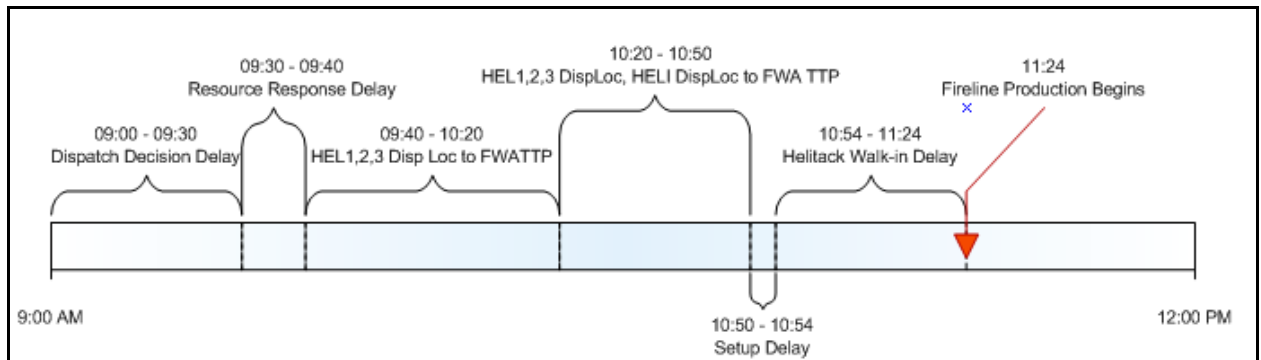 09:00 - 09:30
Dispatch Decision Delay
09:30 - 09:40
Resource Response Delay
09:40 - 10:20
HEL1,2,3 Disp Loc to FWATTP
10:20 - 10:50
HEL1,2,3 DispLoc, HELI DispLoc to FWA TTP
10:50 - 10:54
Setup Delay
10:54 - 11:24
Helitack Walk-in Delay
11:24
Fireline Production Begins
9:00 AM
12:00 PM